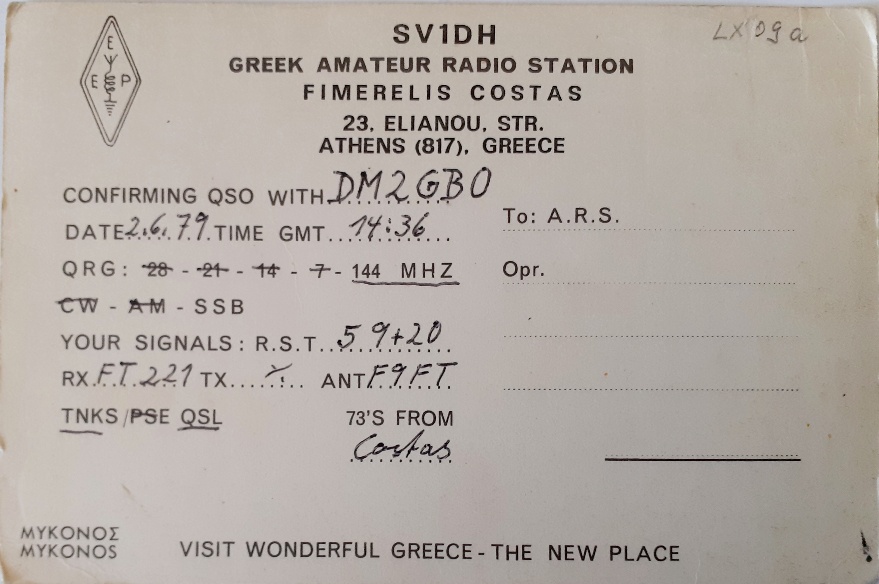 SV1DH
LX 09a
GREEK AMATEUR RADIO STATION
FIMERELIS COSTAS
23, ELIANOU, STR.
ATHENS (817), GREECE
E
E P
CONFIRMING QSO WITH DM2GBO
DATE 2.6.79. TIME GMT...14:36...
QRG: 28 - 21 - 14 - 7 - 144 MHZ
CW - AM - SSB
YOUR SIGNALS: R.S.T...59+20
RX.FT.221 TX.....,,.. ANT F9FT.
TNKS/PSE QSL
73'S FROM
Costas
To: A.R.S.
Opr.
ΜΥΚΟΝΟΣ
MYKONOS
VISIT WONDERFUL GREECE - THE NEW PLACE